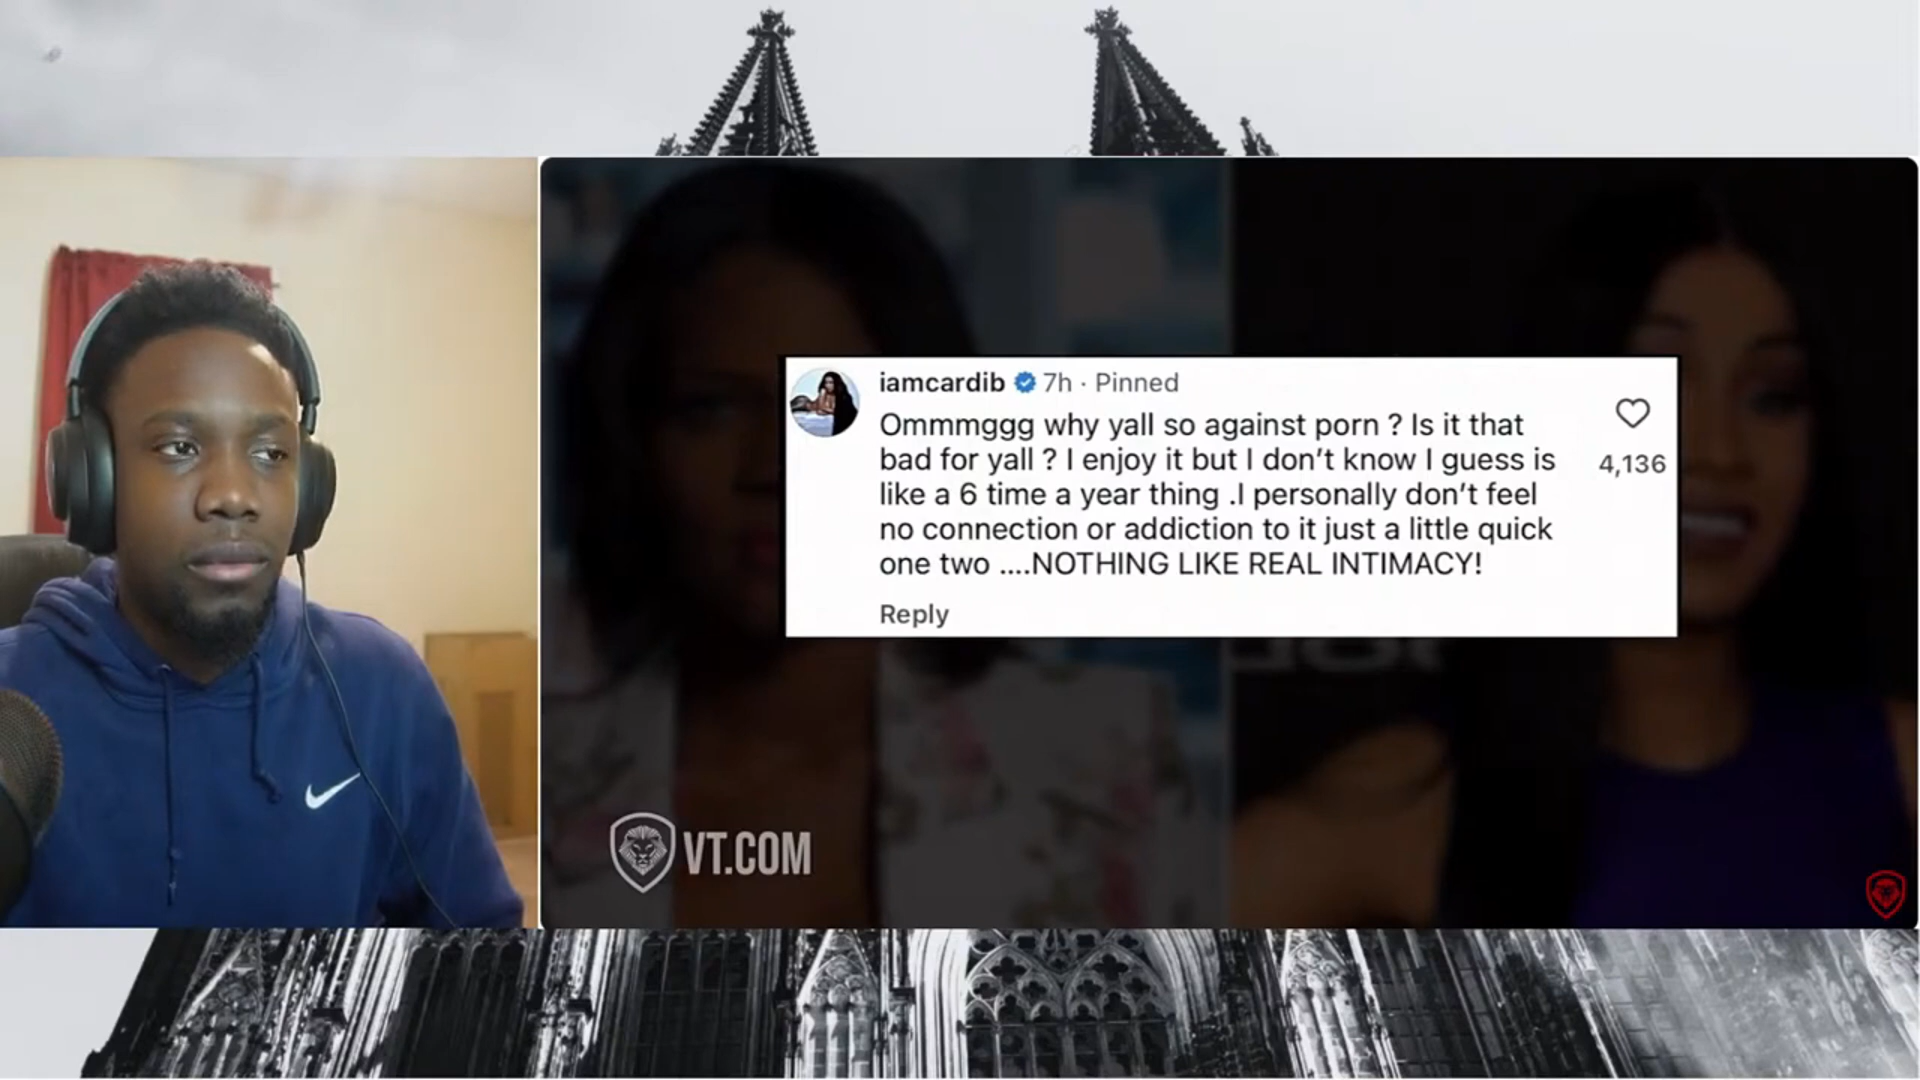 iamcardib 7h · Pinned
Ommmggg why yall so against porn ? Is it that
bad for yall ? I enjoy it but I don't know I guess is
like a 6 time a year thing .I personally don't feel
no connection or addiction to it just a little quick
one two ....NOTHING LIKE REAL INTIMACY!
4,136
Reply
VT.COM